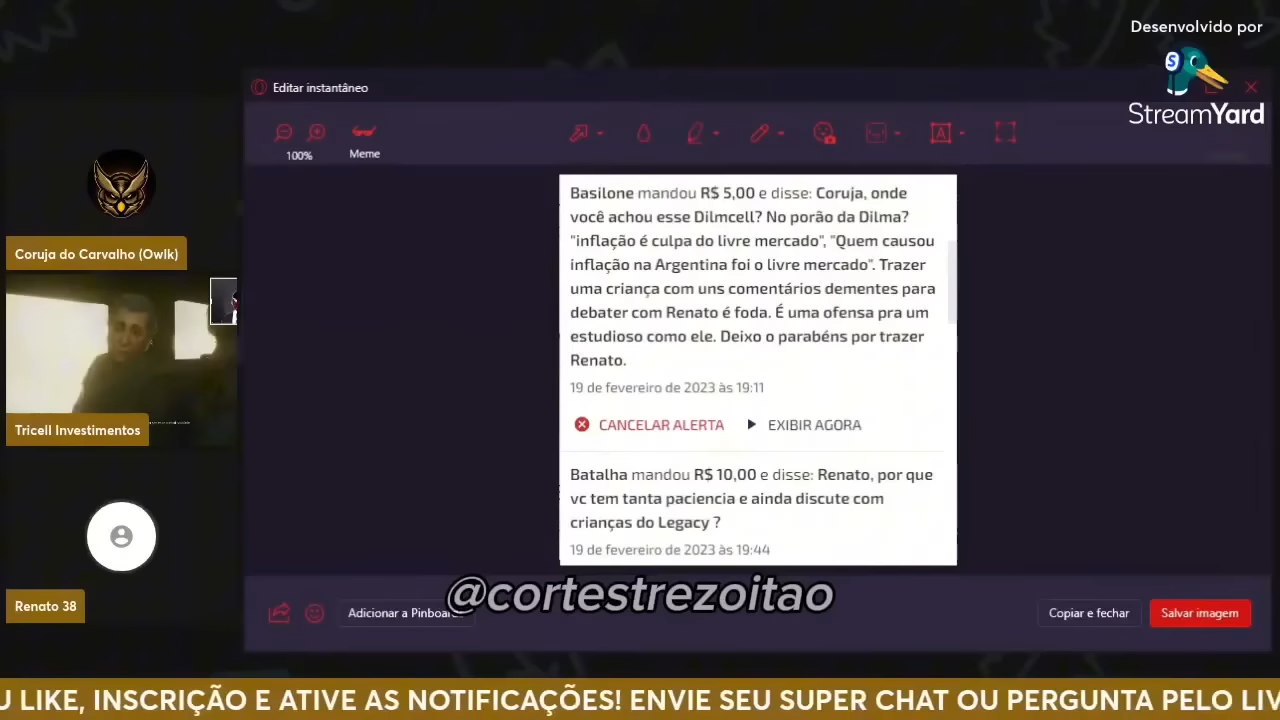 Desenvolvido por
StreamYard
Editar instantâneo
100%
Meme
Basilone mandou R$ 5,00 e disse: Coruja, onde
você achou esse Dilmcell? No porão da Dilma?
"inflação é culpa do livre mercado", "Quem causou
inflação na Argentina foi o livre mercado". Trazer
uma criança com uns comentários dementes para
debater com Renato é foda. É uma ofensa pra um
estudioso como ele. Deixo o parabéns por trazer
Renato.
19 de fevereiro de 2023 às 19:11
CANCELAR ALERTA
EXIBIR AGORA
Batalha mandou R$ 10,00 e disse: Renato, por que
vc tem tanta paciencia e ainda discute com
crianças do Legacy ?
19 de fevereiro de 2023 às 19:44
Coruja do Carvalho (Owlk)
Tricell Investimentos
Renato 38
@cortestrezoitao
Adicionar a Pinboards
Copiar e fechar
Salvar imagem
U LIKE, INSCRIÇÃO E ATIVE AS NOTIFICAÇÕES! ENVIE SEU SUPER CHAT OU PERGUNTA PELO LIV